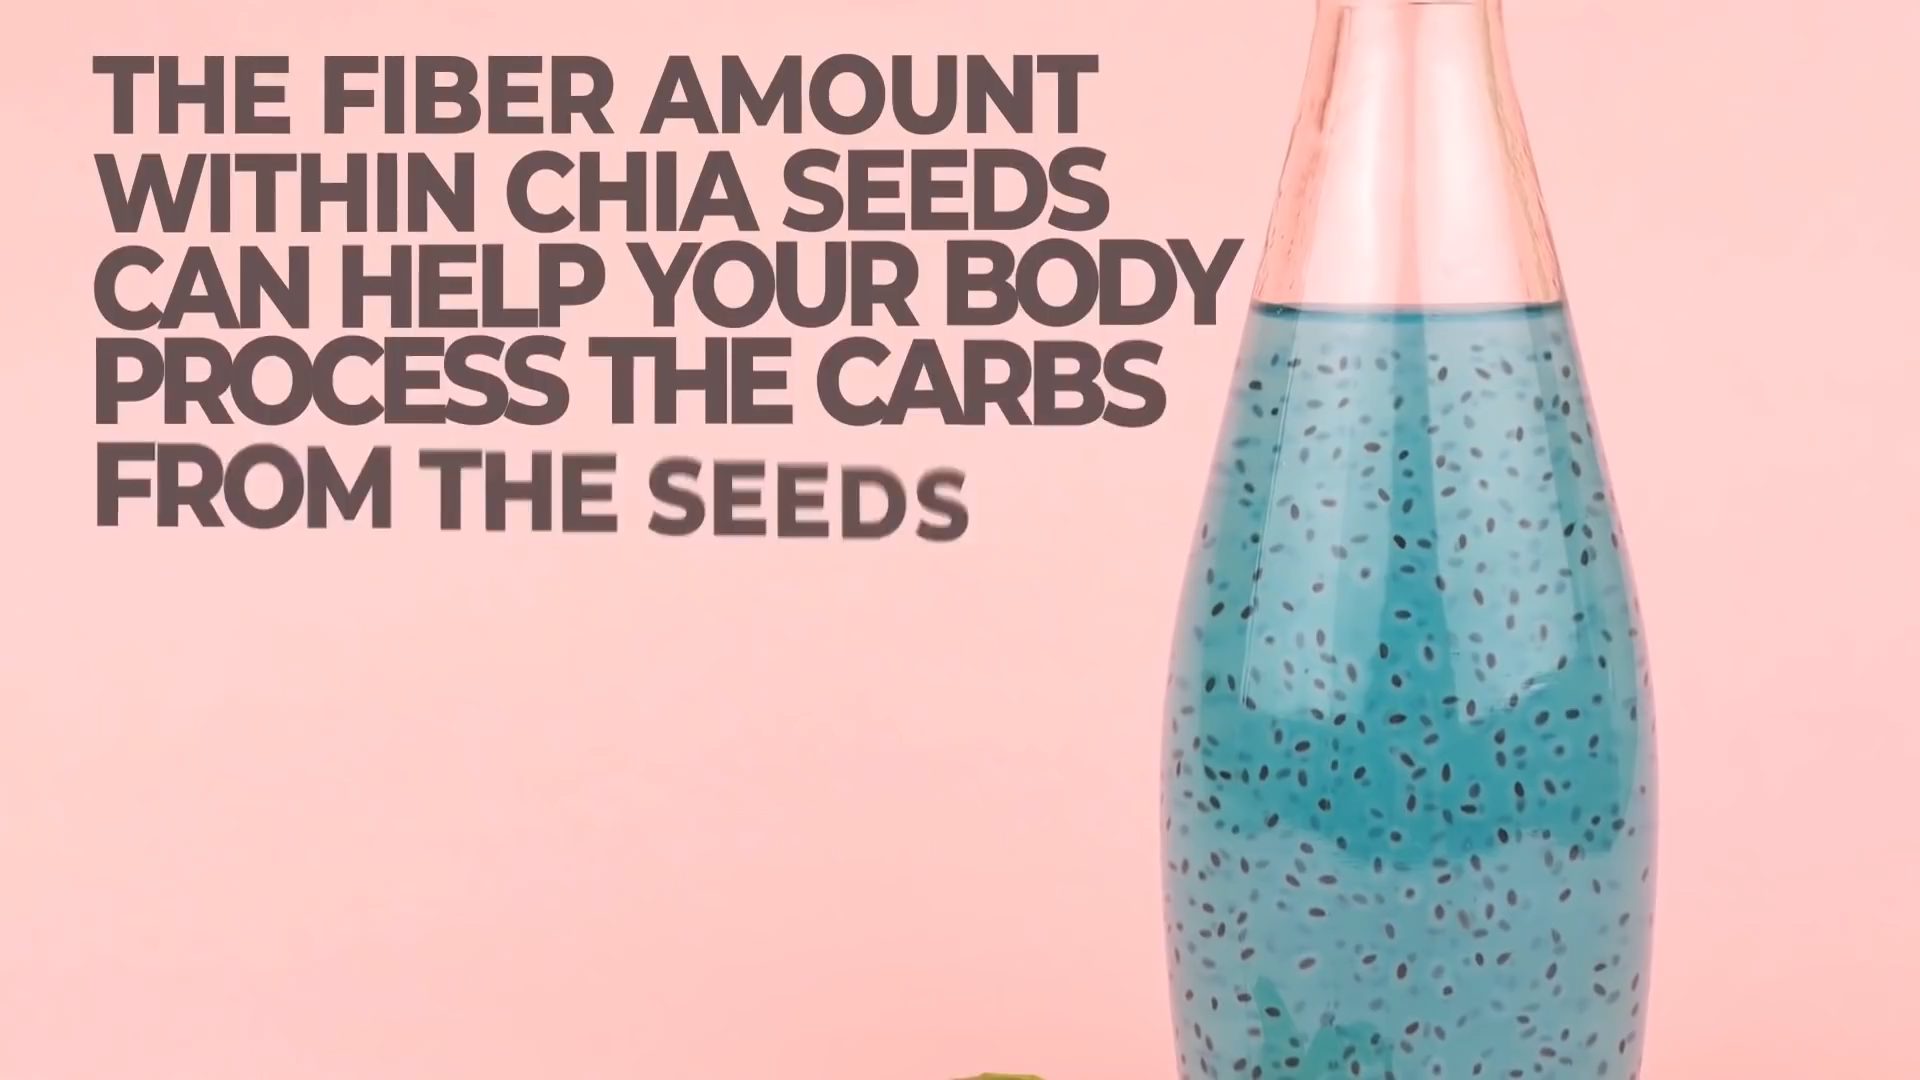 THE FIBER AMOUNT
WITHIN CHIA SEEDS
CAN HELP YOUR BODY
PROCESS THE CARBS
FROM THE SEEDS